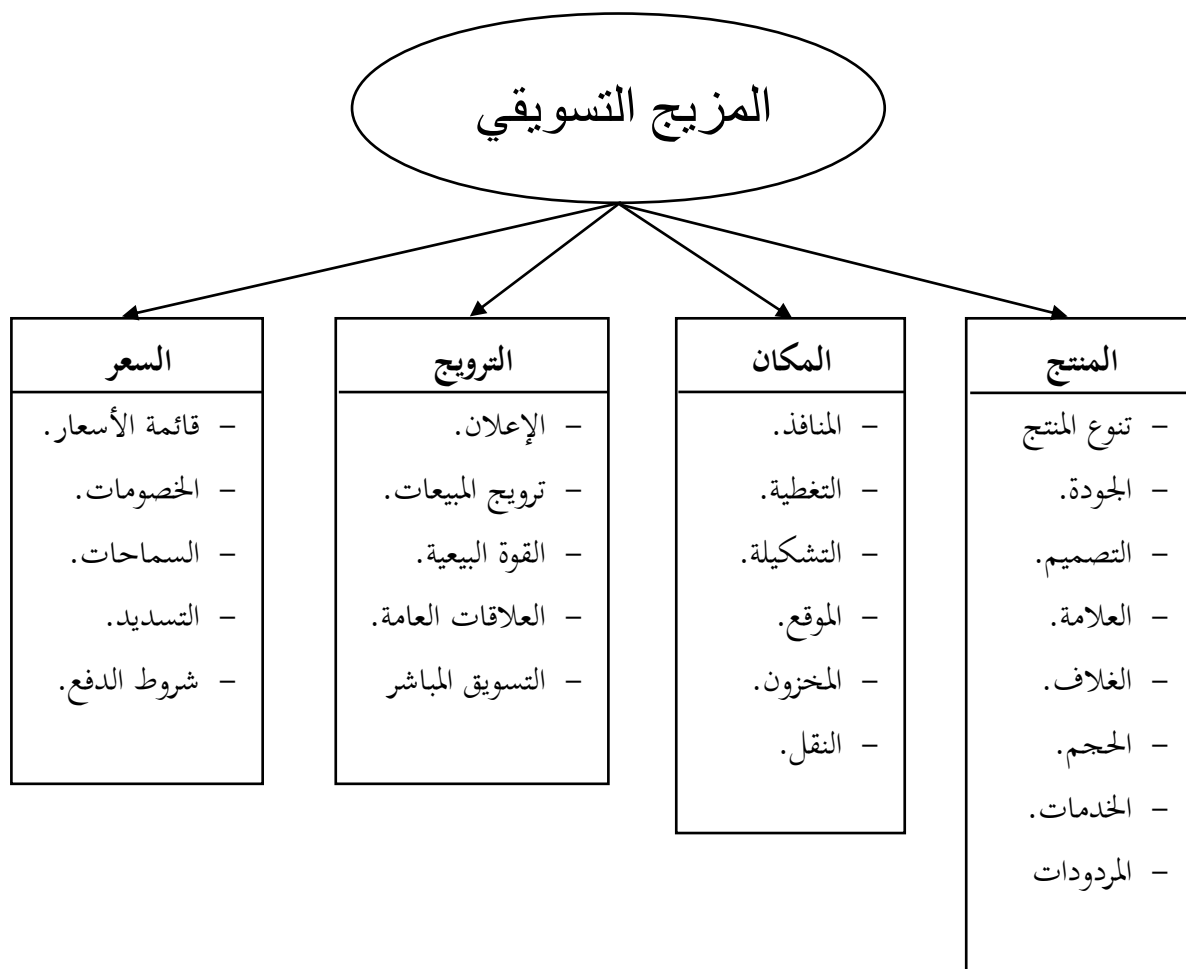 المزيج التسويقي
المنتج
– تنوع المنتج
– الجودة.
– التصميم.
– العلامة.
– الغلاف.
– الحجم.
– الخدمات.
– المردودات
المكان
– المنافذ.
– التغطية.
– التشكيلة.
– الموقع.
– المخزون.
– النقل.
الترويج
– الإعلان.
– ترويج المبيعات.
– القوة البيعية.
– العلاقات العامة.
– التسويق المباشر
السعر
– قائمة الأسعار.
– الخصومات.
– السماحات.
– التسديد.
– شروط الدفع.